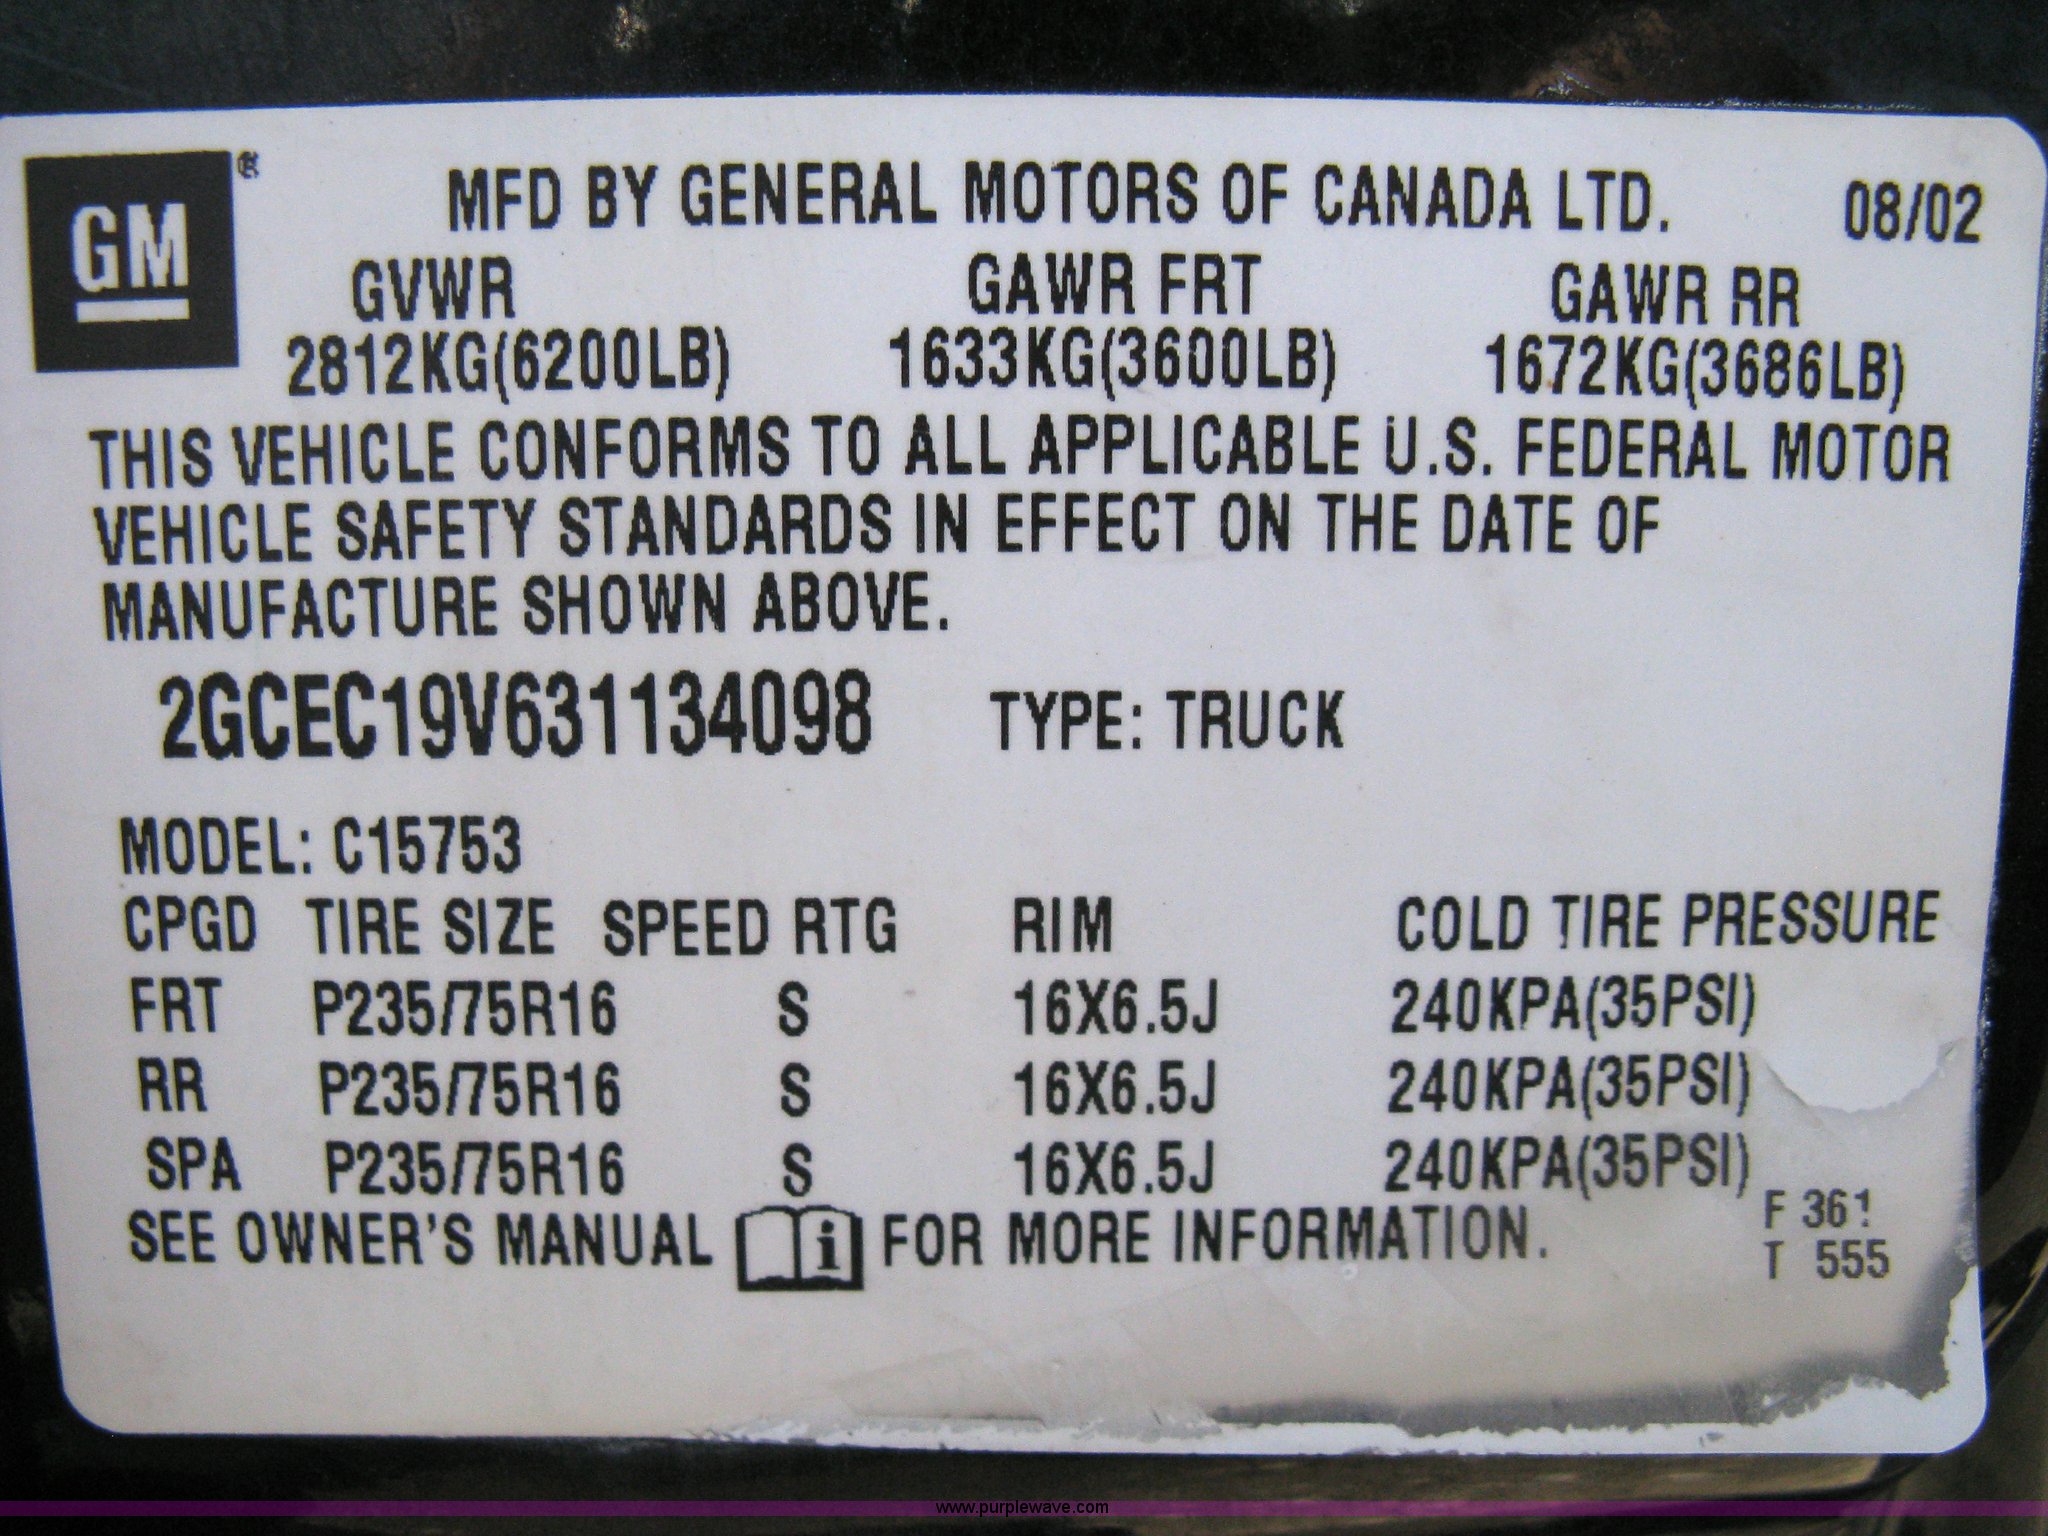 GM®
MFD BY GENERAL MOTORS OF CANADA LTD. 08/02
GVWR GAWR FRT GAWR RR
2812KG(6200LB) 1633KG(3600LB) 1672KG(3686LB)
THIS VEHICLE CONFORMS TO ALL APPLICABLE U.S. FEDERAL MOTOR
VEHICLE SAFETY STANDARDS IN EFFECT ON THE DATE OF
MANUFACTURE SHOWN ABOVE.
2GCEC19V631134098 TYPE: TRUCK
MODEL: C15753
CPGD TIRE SIZE SPEED RTG RIM COLD TIRE PRESSURE
FRT P235/75R16 S 16X6.5J 240KPA(35PSI)
RR P235/75R16 S 16X6.5J 240KPA(35PSI)
SPA P235/75R16 S 16X6.5J 240KPA(35PSI)
SEE OWNER'S MANUAL i FOR MORE INFORMATION.
F 361
T 555
www.purplewave.com